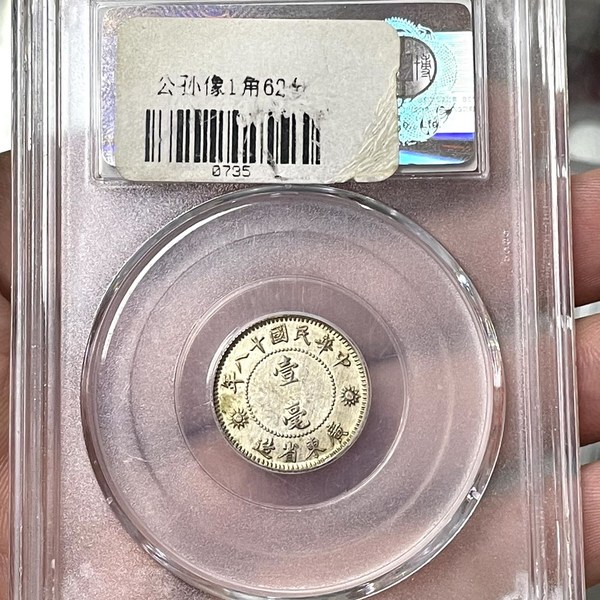 公孙像1角62
0735
中華民國十八年
壹
毫
廣東省造
博